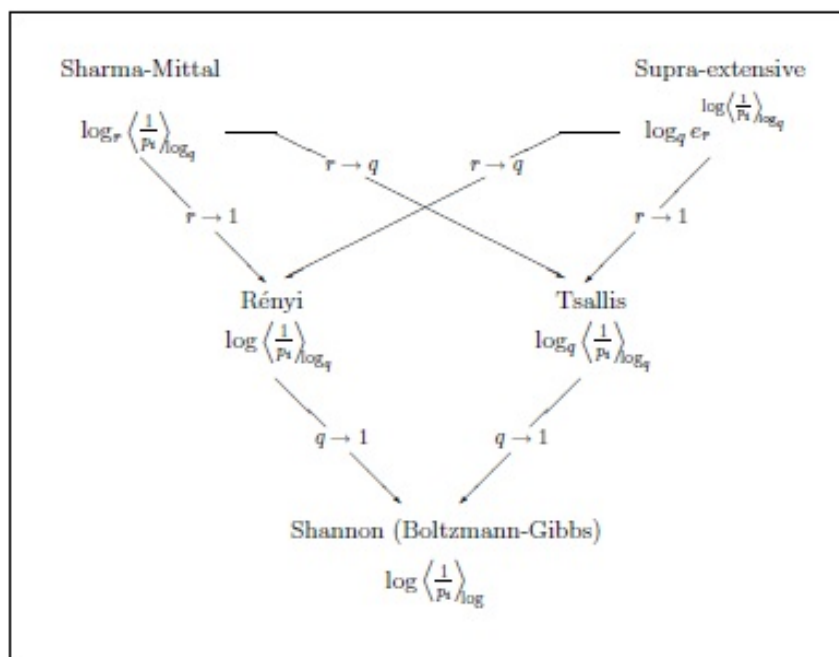 Sharma-Mittal
Supra-extensive
log_r ⟨1/p_i⟩_{log_q}
log_q e_r^{log⟨1/p_i⟩_{log_q}}
r → q
r → q
r → 1
r → 1
Rényi
Tsallis
log ⟨1/p_i⟩_{log_q}
log_q ⟨1/p_i⟩_{log_q}
q → 1
q → 1
Shannon (Boltzmann-Gibbs)
log ⟨1/p_i⟩_{log}